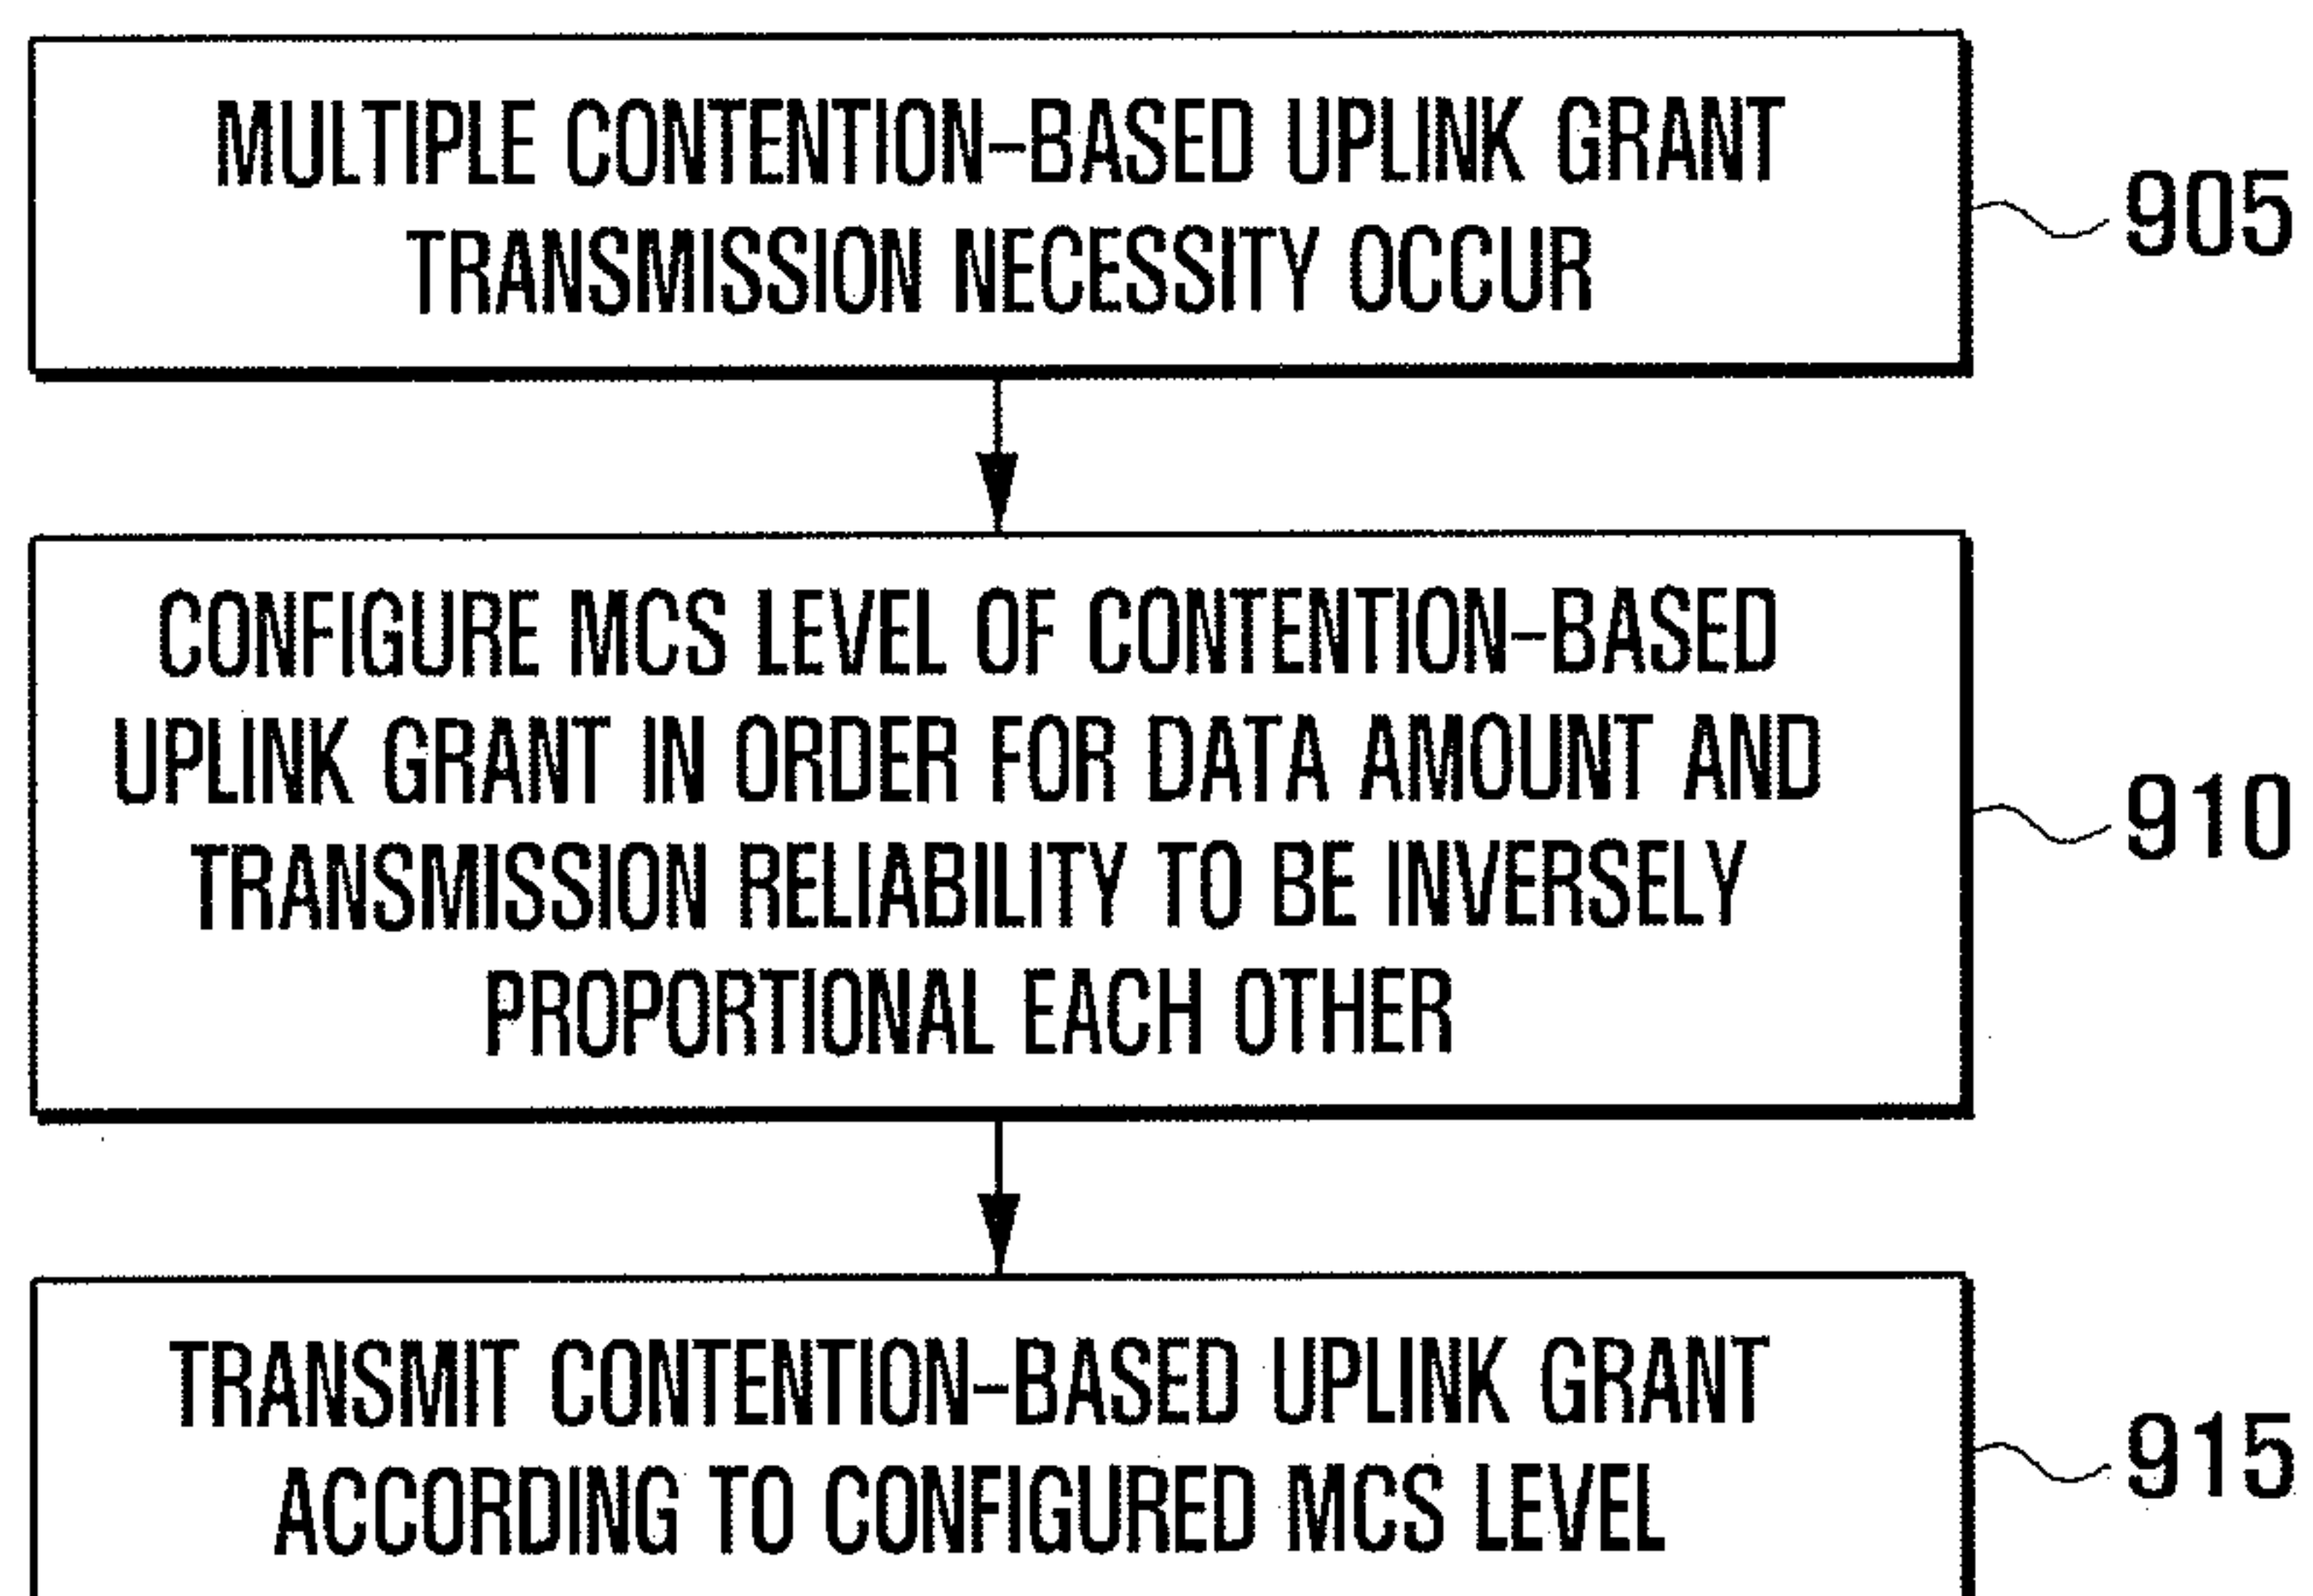 MULTIPLE CONTENTION-BASED UPLINK GRANT
TRANSMISSION NECESSITY OCCUR
905
CONFIGURE MCS LEVEL OF CONTENTION-BASED
UPLINK GRANT IN ORDER FOR DATA AMOUNT AND
TRANSMISSION RELIABILITY TO BE INVERSELY
PROPORTIONAL EACH OTHER
910
TRANSMIT CONTENTION-BASED UPLINK GRANT
ACCORDING TO CONFIGURED MCS LEVEL
915